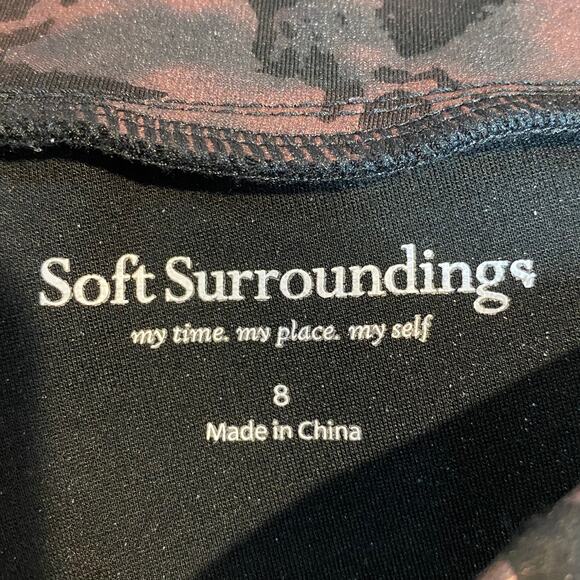 Soft Surroundings
my time. my place. my self
8
Made in China